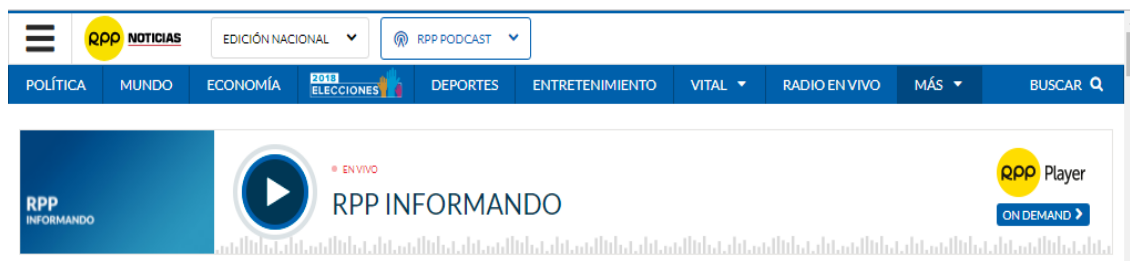 RPP NOTICIAS EDICIÓN NACIONAL RPP PODCAST
POLÍTICA MUNDO ECONOMÍA 2018 ELECCIONES DEPORTES ENTRETENIMIENTO VITAL RADIO EN VIVO MÁS BUSCAR
RPP
INFORMANDO
EN VIVO
RPP INFORMANDO
RPP Player
ON DEMAND